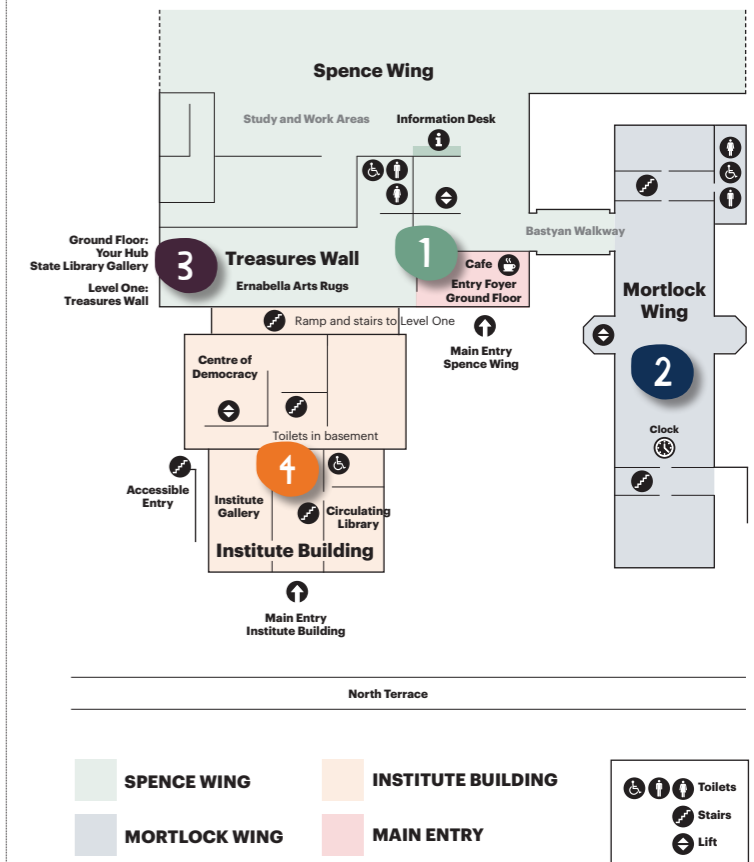 Spence Wing
Study and Work Areas
Information Desk
Bastyan Walkway
Ground Floor:
Your Hub
State Library Gallery
Level One:
Treasures Wall
3
Treasures Wall
Ernabella Arts Rugs
1
Cafe
Entry Foyer
Ground Floor
Mortlock
Wing
2
Clock
Ramp and stairs to Level One
Main Entry
Spence Wing
Centre of
Democracy
Toilets in basement
4
Accessible
Entry
Institute
Gallery
Circulating
Library
Institute Building
Main Entry
Institute Building
North Terrace
SPENCE WING
INSTITUTE BUILDING
MORTLOCK WING
MAIN ENTRY
Toilets
Stairs
Lift